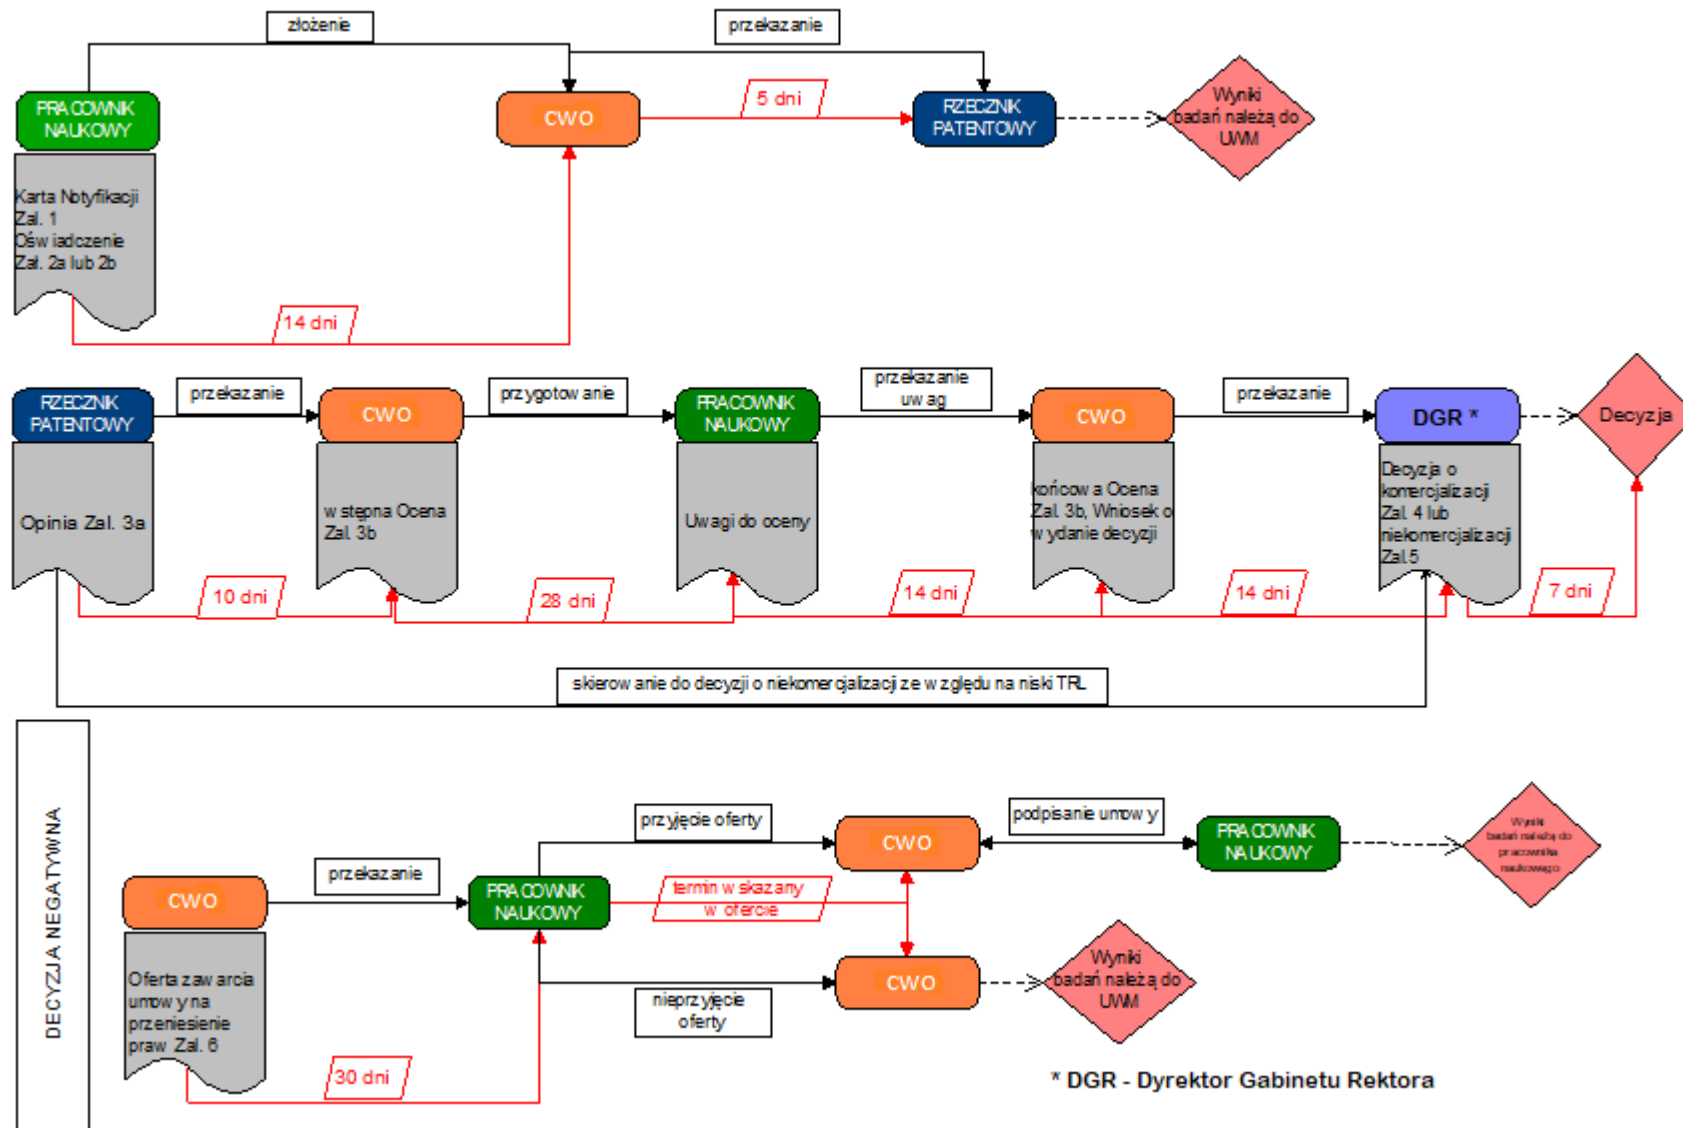 złożenie
przekazanie
PRACOWNIK
NAUKOWY
CWO
5 dni
RZECZNIK
PATENTOWY
Wyniki
badań należą do
UWM
Karta Notyfikacji
Zał. 1
Oświadczenie
Zał. 2a lub 2b
14 dni
RZECZNIK
PATENTOWY
przekazanie
CWO
przygotowanie
PRACOWNIK
NAUKOWY
przekazanie
uwag
CWO
przekazanie
DGR *
Decyzja
Opinia Zał. 3a
wstępna Ocena
Zał. 3b
Uwagi do oceny
końcowa Ocena
Zał. 3b, Wniosek o
wydanie decyzji
Decyzja o
komercjalizacji
Zał. 4 lub
niekomercjalizacji
Zał.5
10 dni
28 dni
14 dni
14 dni
7 dni
skierowanie do decyzji o niekomercjalizacji ze względu na niski TRL
DECYZJA NEGATYWNA
CWO
przekazanie
PRACOWNIK
NAUKOWY
przyjęcie oferty
CWO
podpisanie umowy
PRACOWNIK
NAUKOWY
Wyniki
badań należą do
pracownika
naukowego
termin wskazany
w ofercie
Oferta zawarcia
umowy na
przeniesienie
praw Zał. 6
nieprzyjęcie
oferty
CWO
Wyniki
badań należą do
UWM
30 dni
* DGR - Dyrektor Gabinetu Rektora